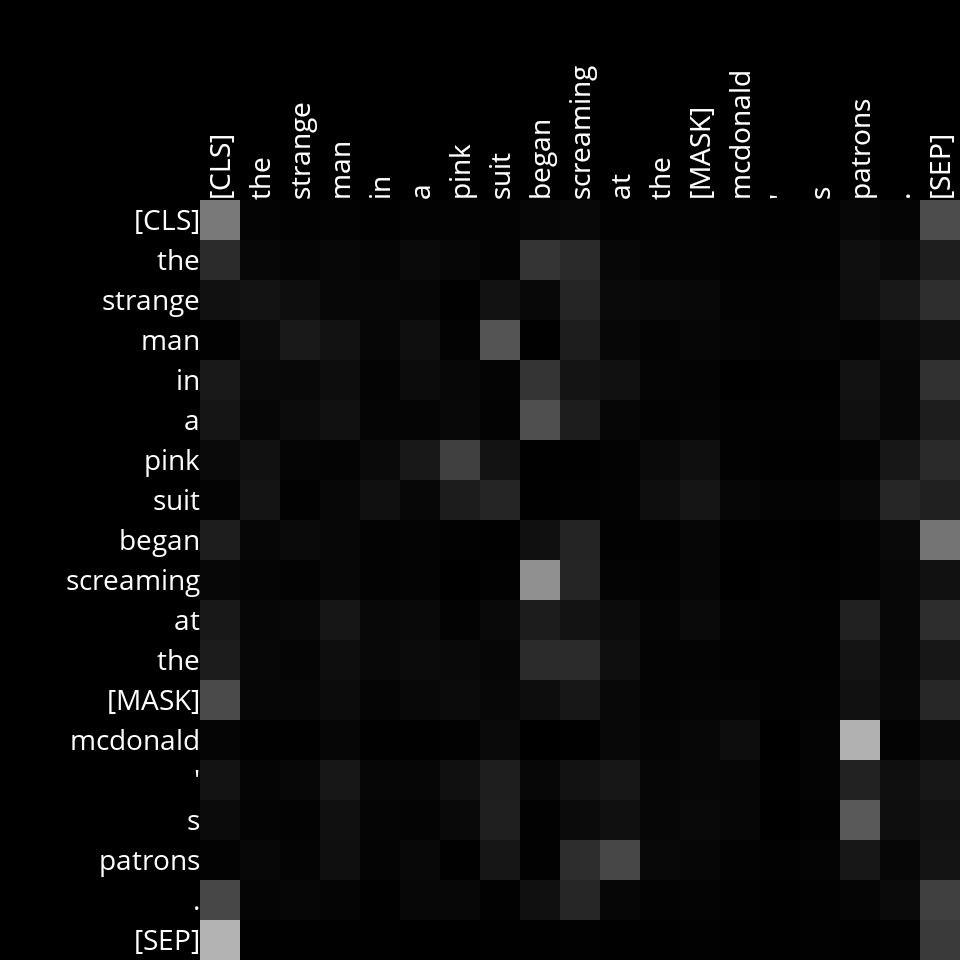 [CLS] the strange man in a pink suit began screaming at the [MASK] mcdonald ' s patrons . [SEP]
[CLS]
the
strange
man
in
a
pink
suit
began
screaming
at
the
[MASK]
mcdonald
'
s
patrons
.
[SEP]